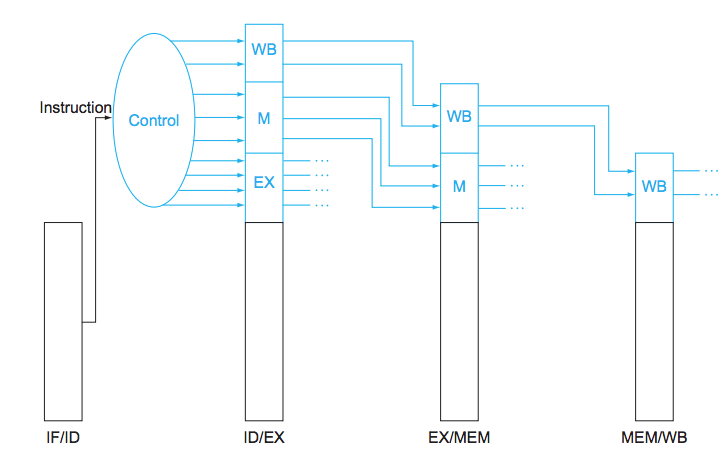 WB
Instruction
Control
M
WB
EX
M
WB
...
...
...
...
...
...
...
...
...
IF/ID
ID/EX
EX/MEM
MEM/WB